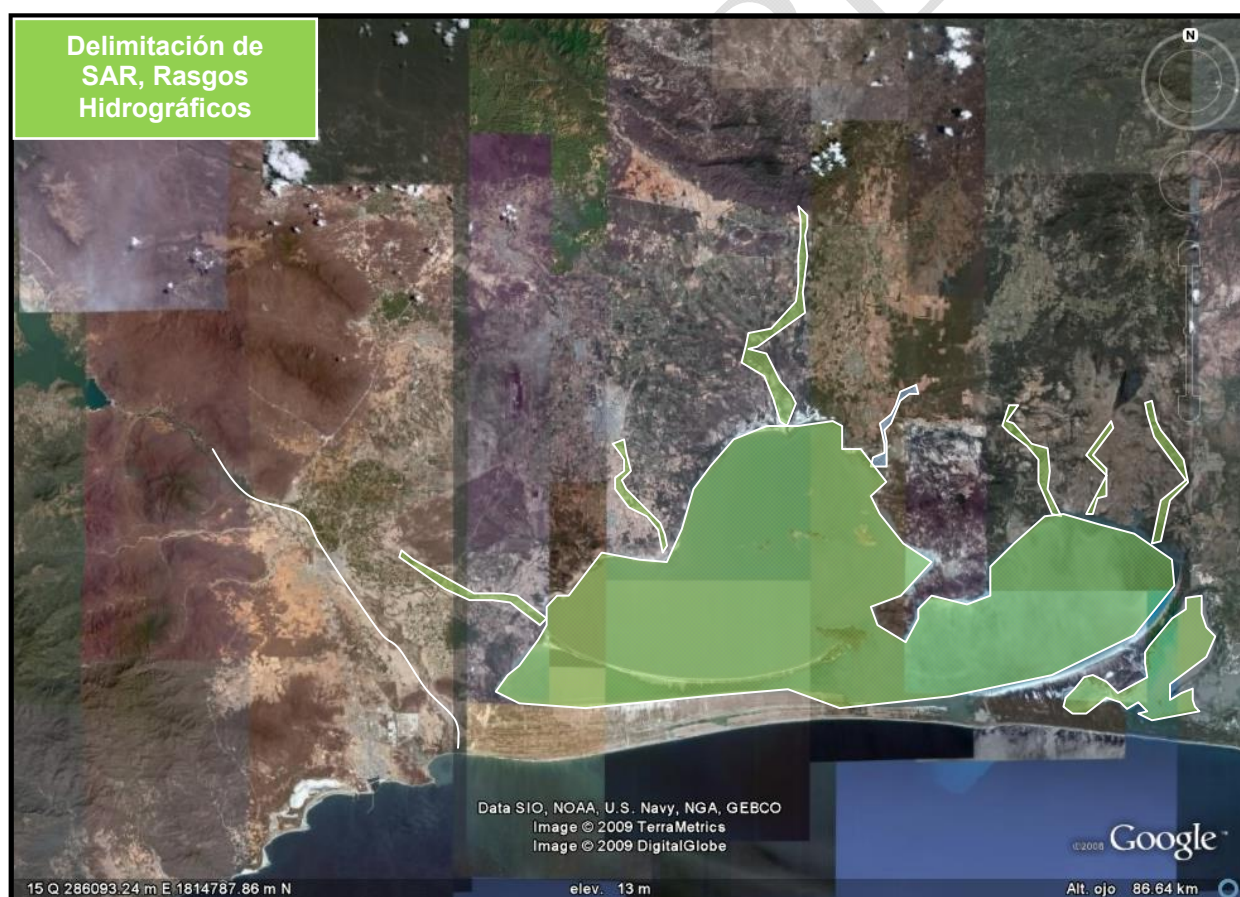 Delimitación de
SAR, Rasgos
Hidrográficos
N
Data SIO, NOAA, U.S. Navy, NGA, GEBCO
Image © 2009 TerraMetrics
Image © 2009 DigitalGlobe
©2008 Google™
15 Q 286093.24 m E 1814787.86 m N elev. 13 m Alt. ojo 86.64 km